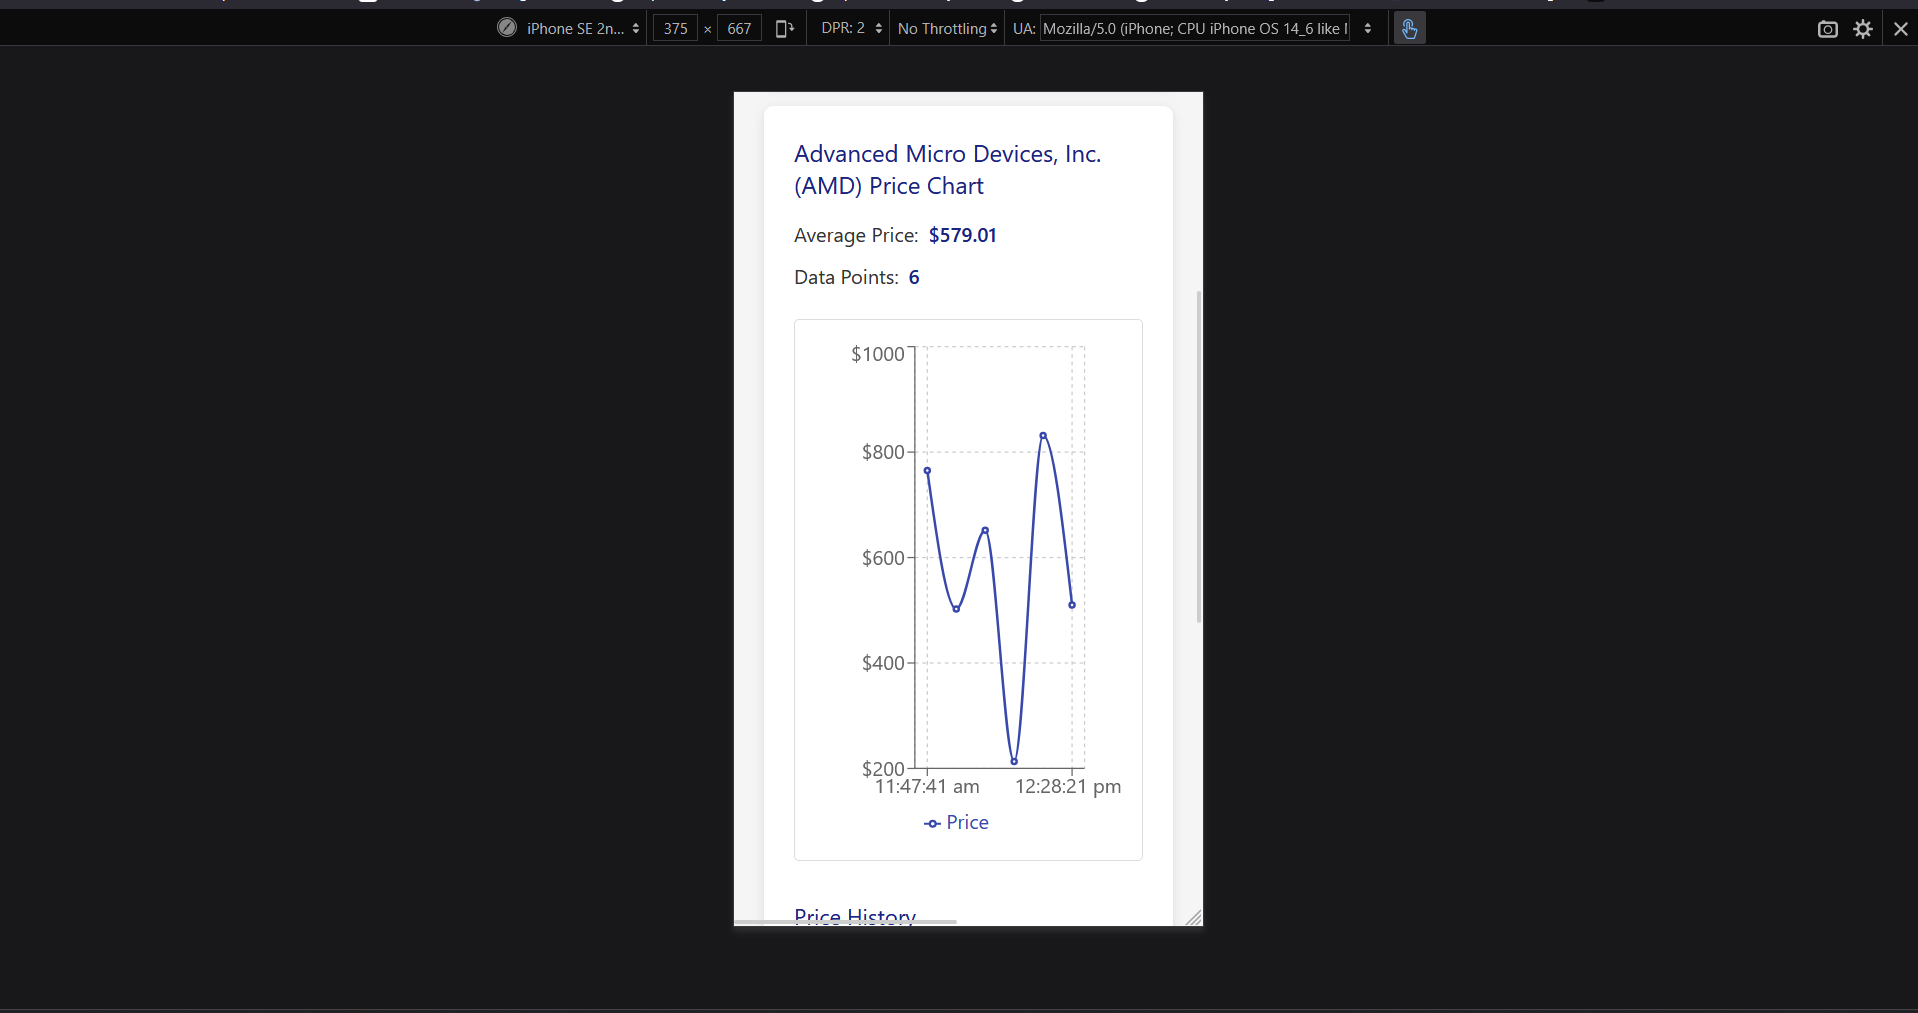 iPhone SE 2n... 375 × 667 DPR: 2 No Throttling UA: Mozilla/5.0 (iPhone; CPU iPhone OS 14_6 like
Advanced Micro Devices, Inc.
(AMD) Price Chart
Average Price: $579.01
Data Points: 6
$1000
$800
$600
$400
$200
11:47:41 am 12:28:21 pm
Price
Price History